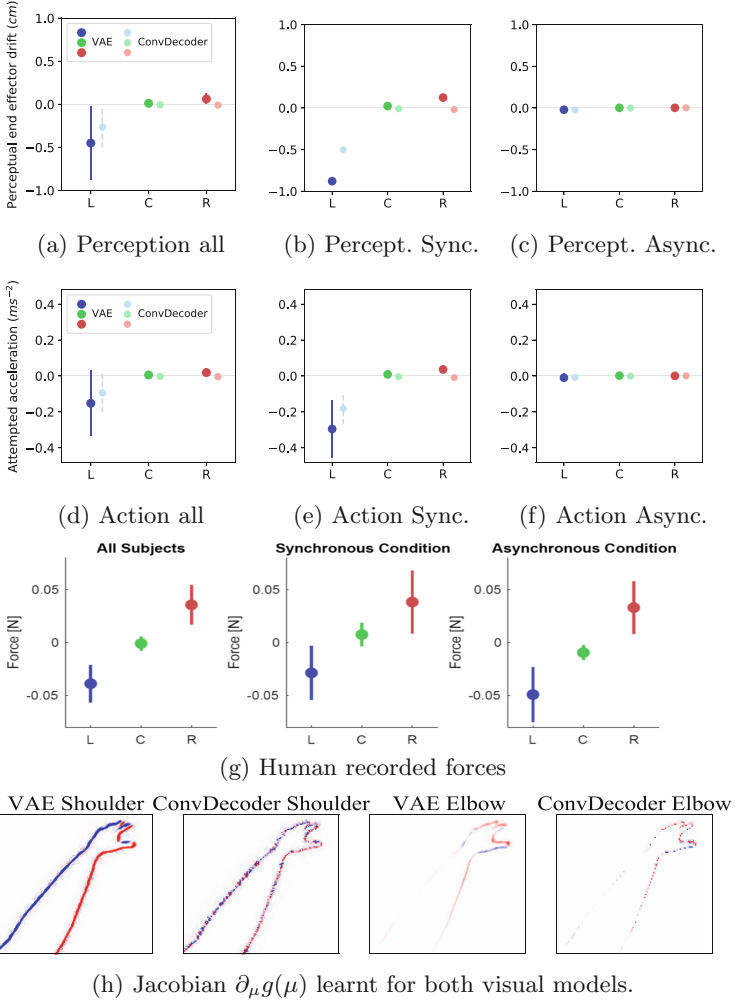 Perceptual end effector drift (cm)
1.0
0.5
0.0
−0.5
−1.0
VAE
ConvDecoder
L C R
1.0
0.5
0.0
−0.5
−1.0
L C R
1.0
0.5
0.0
−0.5
−1.0
L C R
(a) Perception all
(b) Percept. Sync.
(c) Percept. Async.
Attempted acceleration (ms⁻²)
0.4
0.2
0.0
−0.2
−0.4
VAE
ConvDecoder
L C R
0.4
0.2
0.0
−0.2
−0.4
L C R
0.4
0.2
0.0
−0.2
−0.4
L C R
(d) Action all
(e) Action Sync.
(f) Action Async.
All Subjects
Force [N]
0.05
0
-0.05
L C R
Synchronous Condition
Force [N]
0.05
0
-0.05
L C R
Asynchronous Condition
Force [N]
0.05
0
-0.05
L C R
(g) Human recorded forces
VAE Shoulder
ConvDecoder Shoulder
VAE Elbow
ConvDecoder Elbow
(h) Jacobian ∂μg(μ) learnt for both visual models.